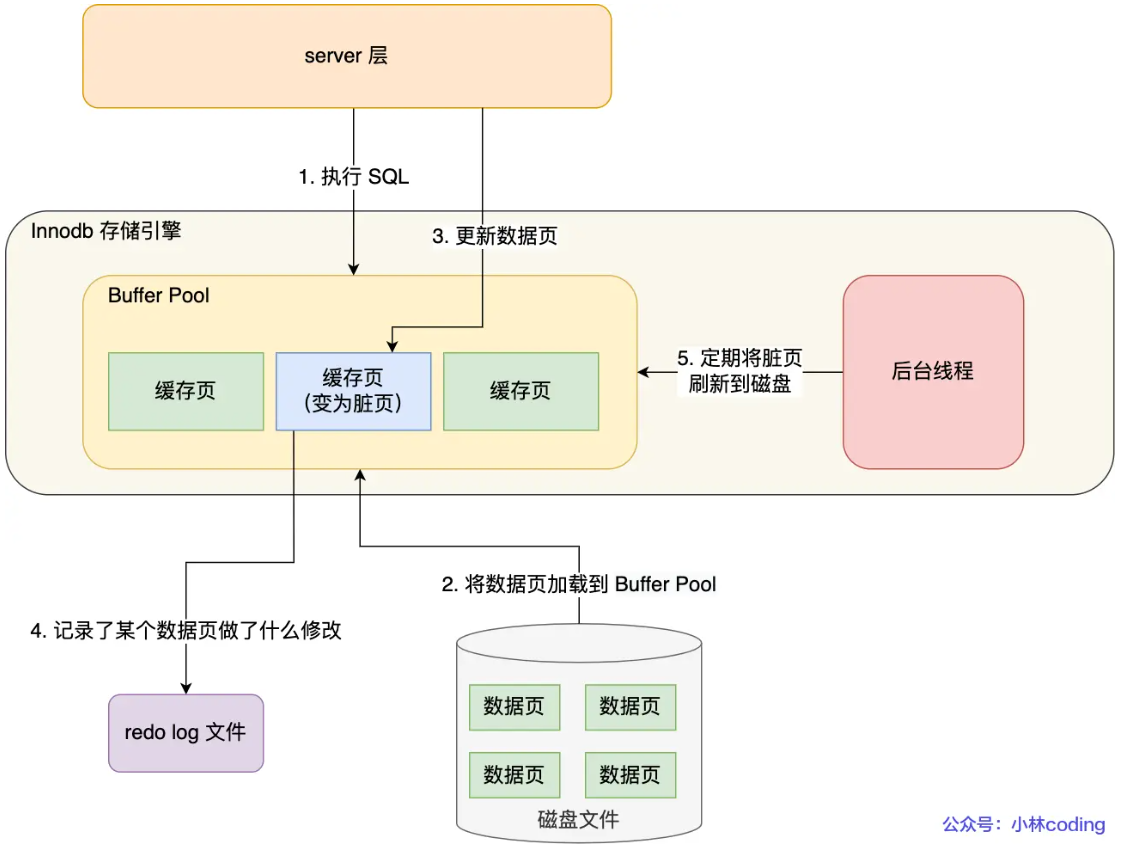 server 层
1. 执行 SQL
Innodb 存储引擎
3. 更新数据页
Buffer Pool
缓存页
缓存页
(变为脏页)
缓存页
5. 定期将脏页
刷新到磁盘
后台线程
2. 将数据页加载到 Buffer Pool
4. 记录了某个数据页做了什么修改
redo log 文件
数据页
数据页
数据页
数据页
磁盘文件
公众号：小林coding